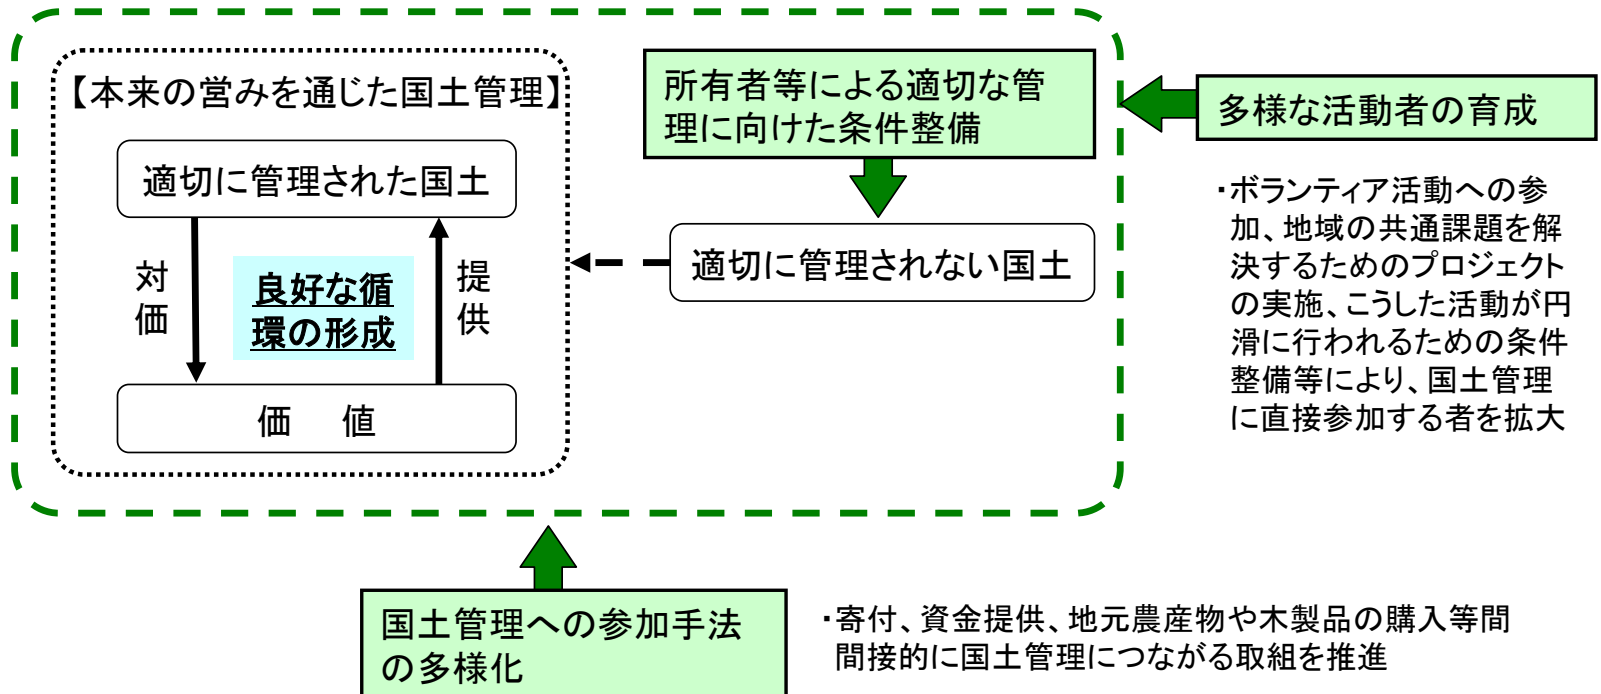 【本来の営みを通じた国土管理】
適切に管理された国土
対価
良好な循
環の形成
提供
価　値
所有者等による適切な管
理に向けた条件整備
適切に管理されない国土
多様な活動者の育成
・ボランティア活動への参
加、地域の共通課題を解
決するためのプロジェクト
の実施、こうした活動が円
滑に行われるための条件
整備等により、国土管理
に直接参加する者を拡大
国土管理への参加手法
の多様化
・寄付、資金提供、地元農産物や木製品の購入等間
間接的に国土管理につながる取組を推進